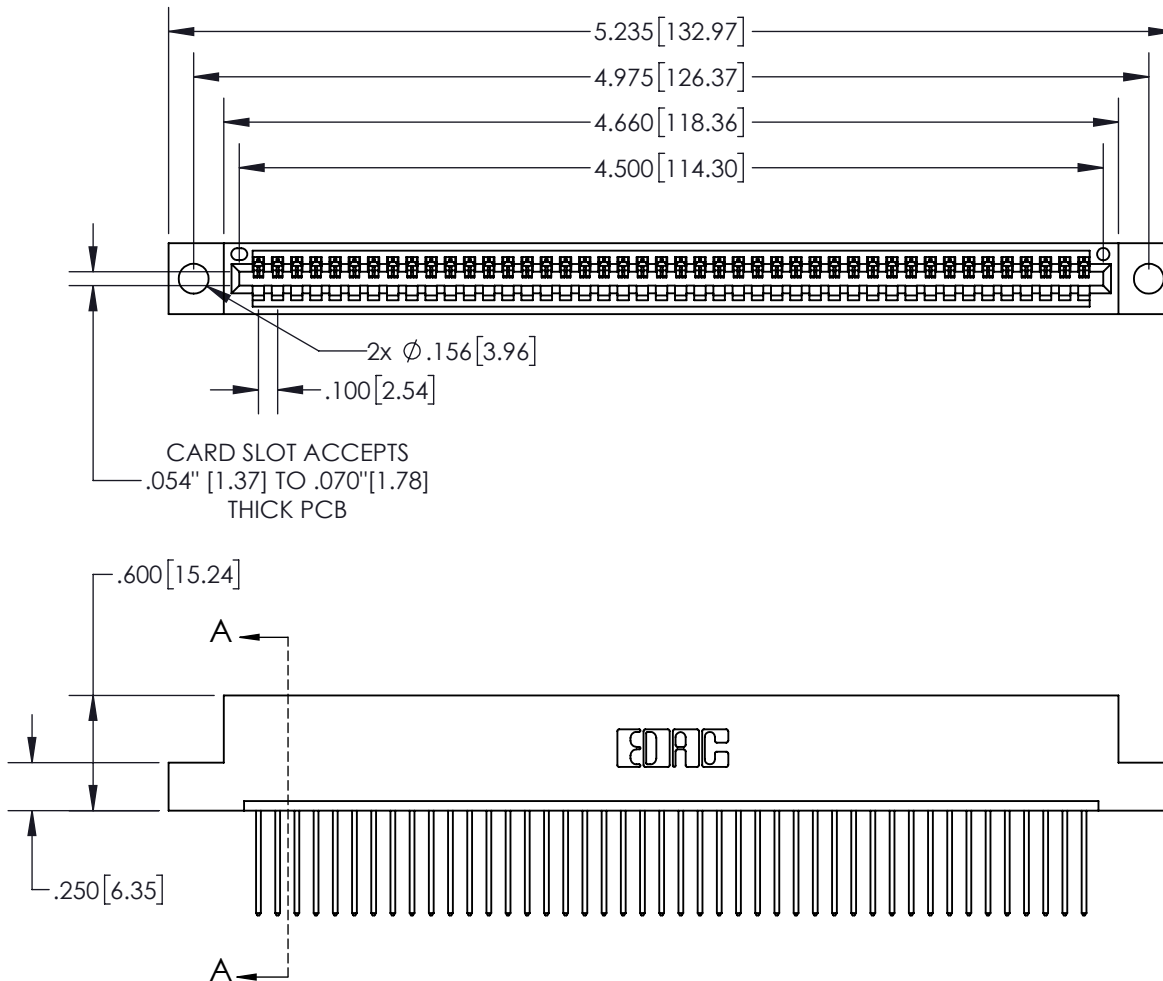 5.235[132.97]
4.975[126.37]
4.660[118.36]
4.500[114.30]
2x Ø.156[3.96]
.100[2.54]
CARD SLOT ACCEPTS
.054" [1.37] TO .070"[1.78]
THICK PCB
.600[15.24]
A
EDAC
.250[6.35]
A